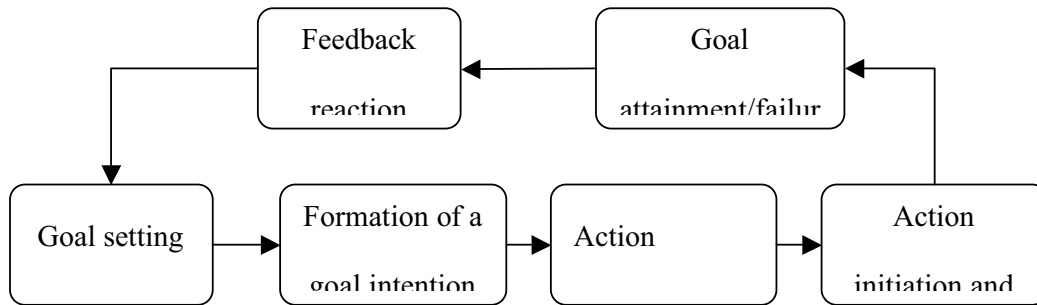 Feedback
reaction
Goal
attainment/failur
Goal setting
Formation of a
goal intention
Action
Action
initiation and